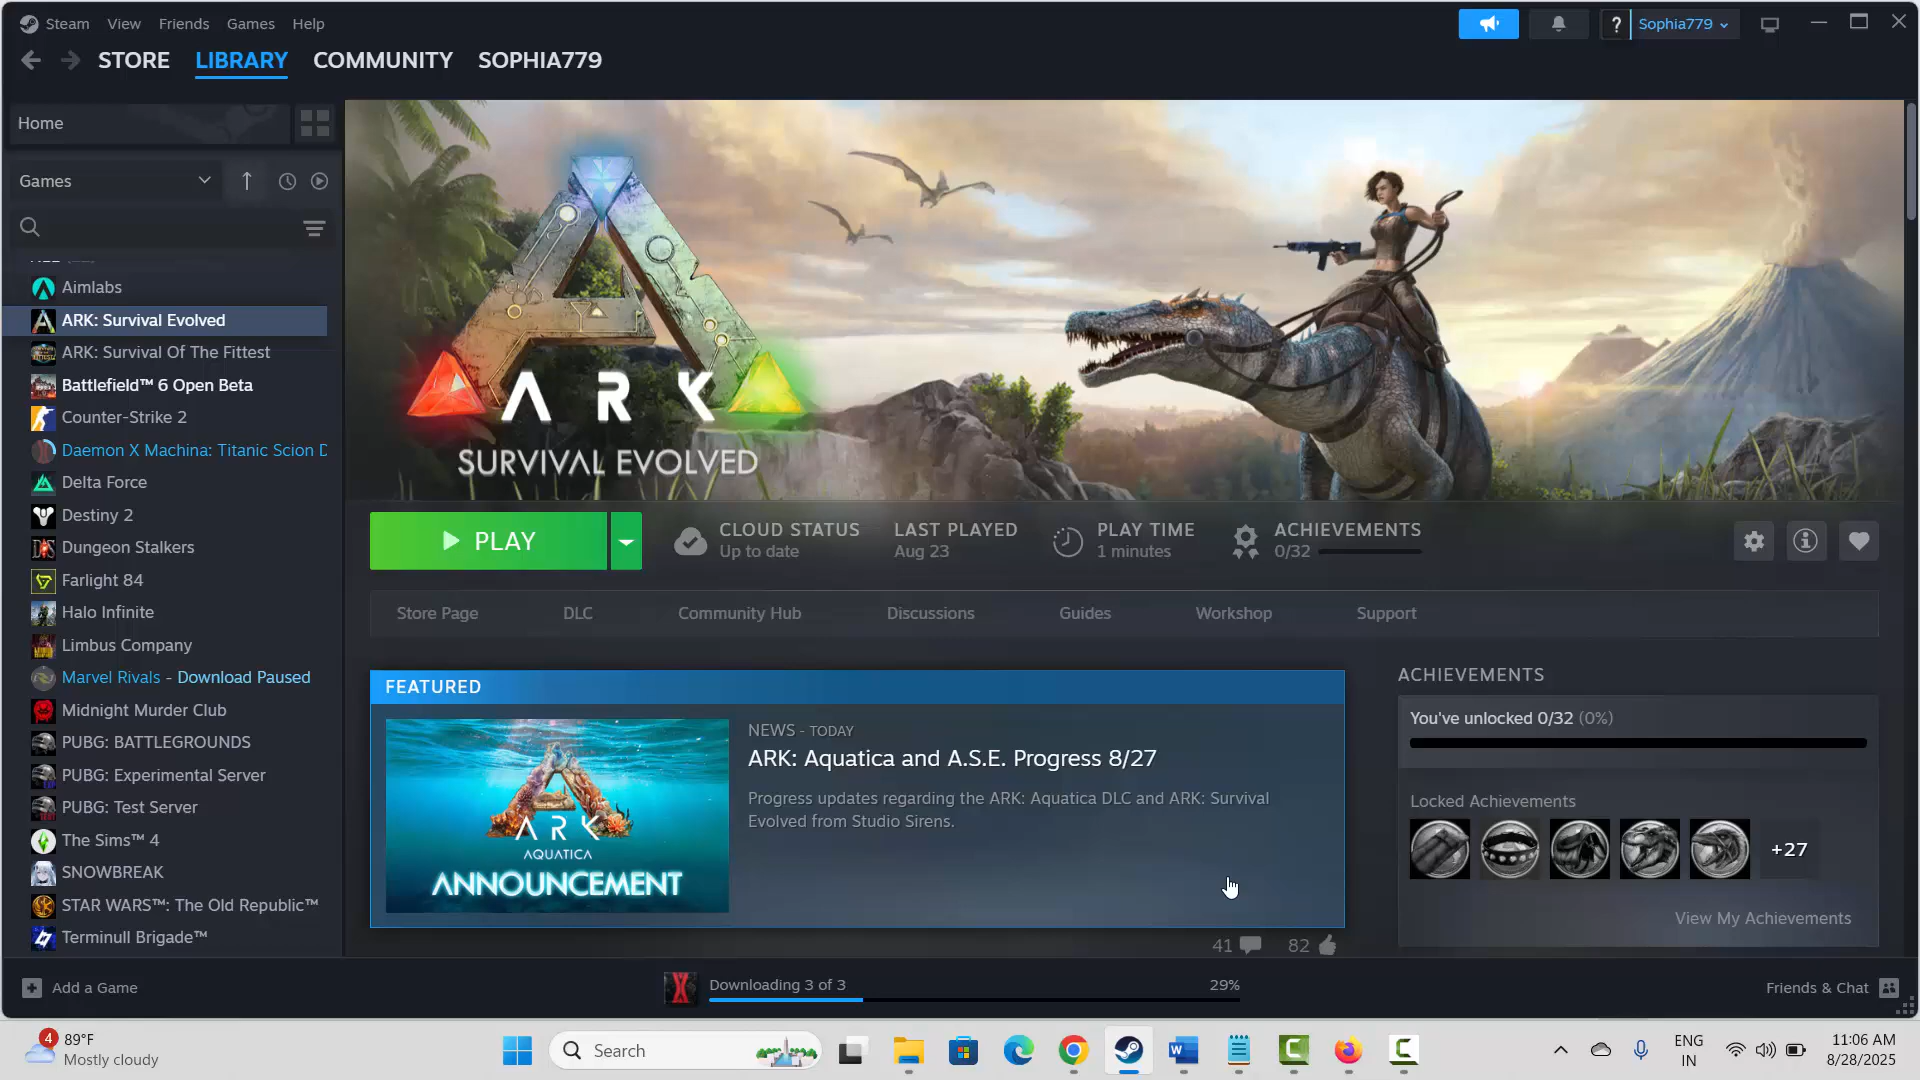 Steam View Friends Games Help
? Sophia779
STORE LIBRARY COMMUNITY SOPHIA779
Home
Games
Aimlabs
ARK: Survival Evolved
ARK: Survival Of The Fittest
Battlefield™ 6 Open Beta
Counter-Strike 2
Daemon X Machina: Titanic Scion D
Delta Force
Destiny 2
Dungeon Stalkers
Farlight 84
Halo Infinite
Limbus Company
Marvel Rivals - Download Paused
Midnight Murder Club
PUBG: BATTLEGROUNDS
PUBG: Experimental Server
PUBG: Test Server
The Sims™ 4
SNOWBREAK
STAR WARS™: The Old Republic™
Terminull Brigade™
ARK
SURVIVAL EVOLVED
PLAY
CLOUD STATUS
Up to date
LAST PLAYED
Aug 23
PLAY TIME
1 minutes
ACHIEVEMENTS
0/32
Store Page DLC Community Hub Discussions Guides Workshop Support
FEATURED
ARK
AQUATICA
ANNOUNCEMENT
NEWS - TODAY
ARK: Aquatica and A.S.E. Progress 8/27
Progress updates regarding the ARK: Aquatica DLC and ARK: Survival
Evolved from Studio Sirens.
41 82
ACHIEVEMENTS
You've unlocked 0/32 (0%)
Locked Achievements
+27
View My Achievements
Add a Game
Downloading 3 of 3 29%
Friends & Chat
4
89°F
Mostly cloudy
Search
ENG
IN
11:06 AM
8/28/2025